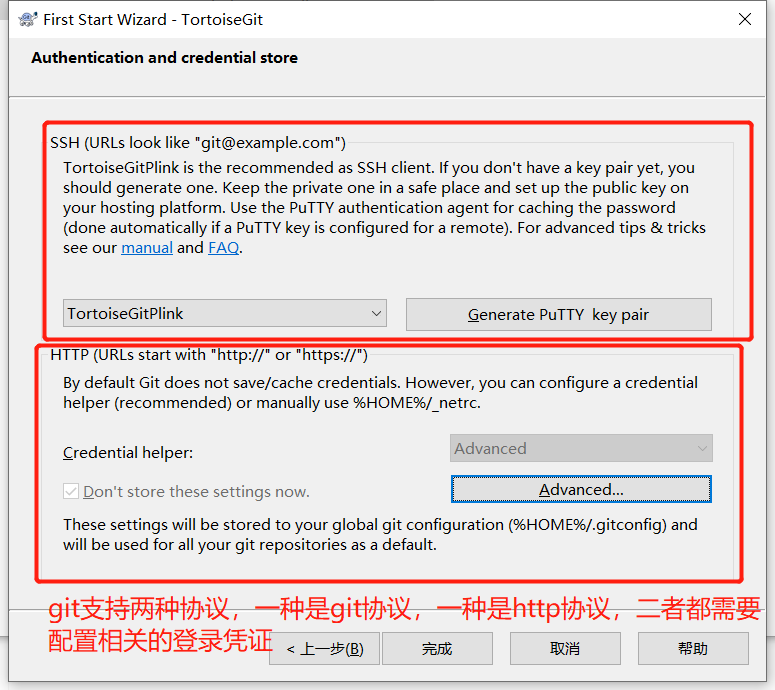 First Start Wizard - TortoiseGit
Authentication and credential store
SSH (URLs look like "git@example.com")
TortoiseGitPlink is the recommended as SSH client. If you don't have a key pair yet, you
should generate one. Keep the private one in a safe place and set up the public key on
your hosting platform. Use the PuTTY authentication agent for caching the password
(done automatically if a PuTTY key is configured for a remote). For advanced tips & tricks
see our manual and FAQ.
TortoiseGitPlink
Generate PuTTY key pair
HTTP (URLs start with "http://" or "https://")
By default Git does not save/cache credentials. However, you can configure a credential
helper (recommended) or manually use %HOME%/_netrc.
Credential helper:
Advanced
Don't store these settings now.
Advanced...
These settings will be stored to your global git configuration (%HOME%/.gitconfig) and
will be used for all your git repositories as a default.
git支持两种协议，一种是git协议，一种是http协议，二者都需要
配置相关的登录凭证
< 上一步(B)
完成
取消
帮助